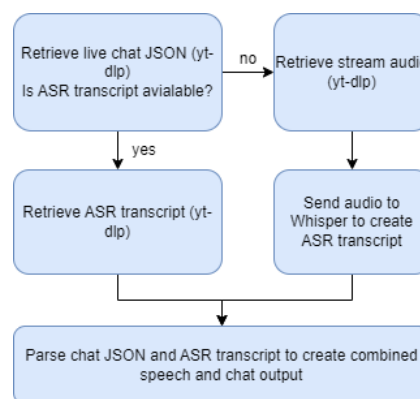 Retrieve live chat JSON (yt-
dlp)
Is ASR transcript avialable?
no
Retrieve stream audio
(yt-dlp)
yes
Retrieve ASR transcript (yt-
dlp)
Send audio to
Whisper to create
ASR transcript
Parse chat JSON and ASR transcript to create combined
speech and chat output